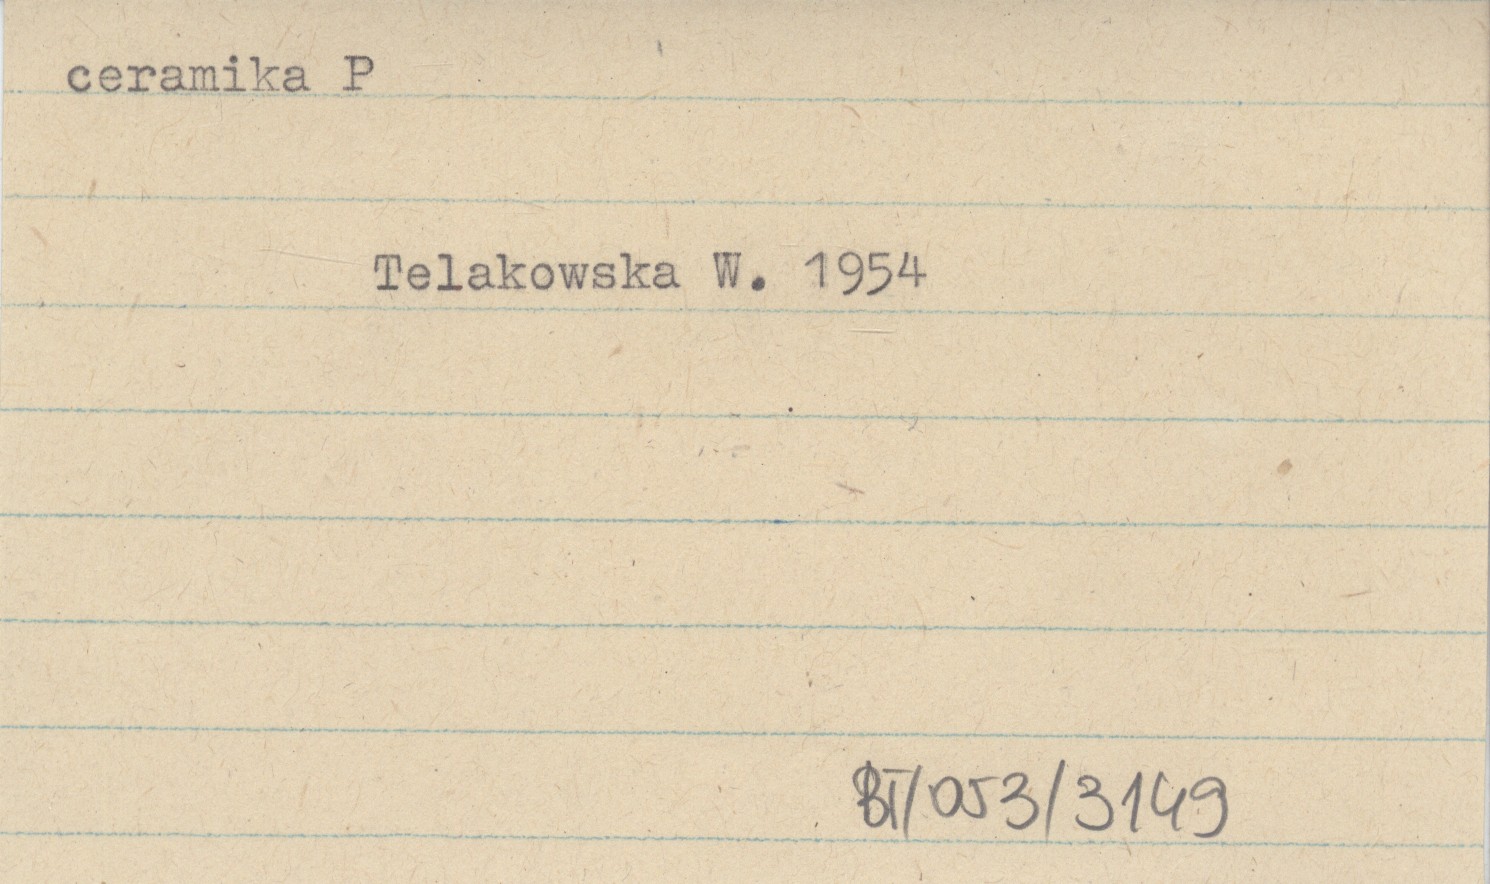 ceramika P
Telakowska W. 1954
BT/053/3149